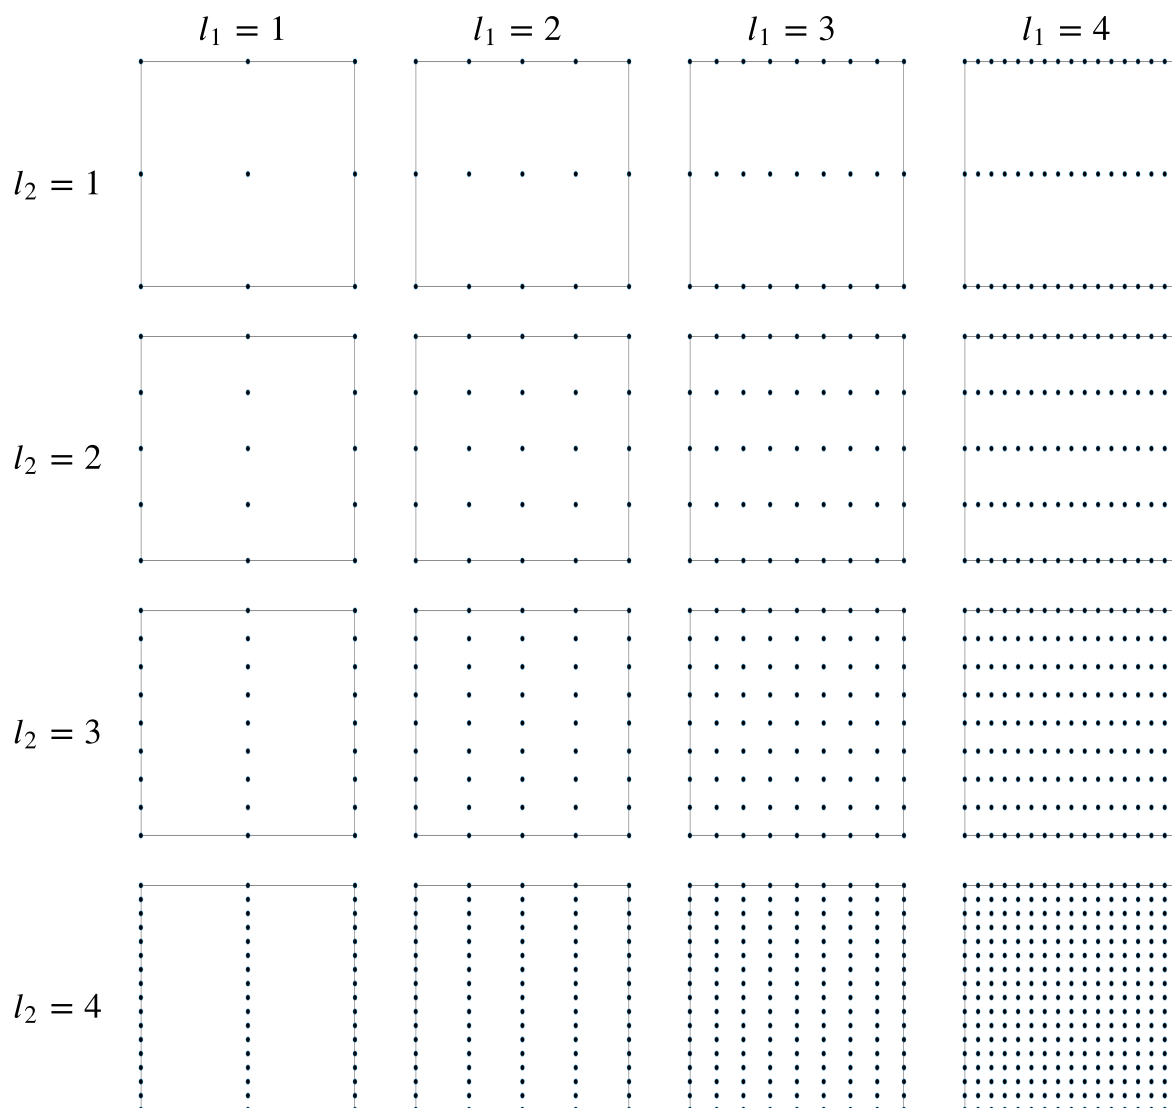 l₁ = 1 l₁ = 2 l₁ = 3 l₁ = 4
l₂ = 1
l₂ = 2
l₂ = 3
l₂ = 4